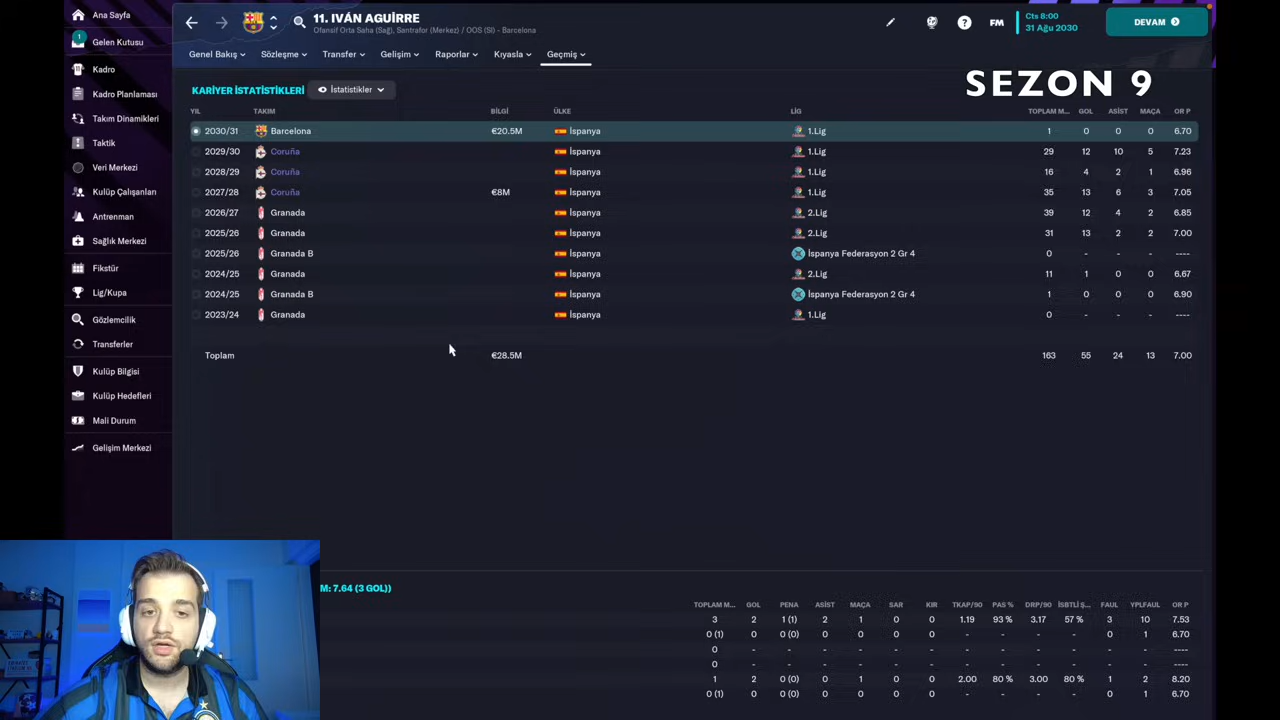 Ana Sayfa
1 Gelen Kutusu
Kadro
Kadro Planlaması
Takım Dinamikleri
Taktik
Veri Merkezi
Kulüp Çalışanları
Antrenman
Sağlık Merkezi
Fikstür
Lig/Kupa
Gözlemcilik
Transferler
Kulüp Bilgisi
Kulüp Hedefleri
Mali Durum
Gelişim Merkezi
11. IVÁN AGUİRRE
Ofansif Orta Saha (Sağ), Santrafor (Merkez) / OOS (Sl) - Barcelona
FM
Cts 8:00
31 Ağu 2030
DEVAM
Genel Bakış Sözleşme Transfer Gelişim Raporlar Kıyasla Geçmiş
SEZON 9
KARİYER İSTATİSTİKLERİ İstatistikler
YIL TAKIM BİLGİ ÜLKE LİG TOPLAM M... GOL ASİST MAÇA OR P
2030/31 Barcelona €20.5M İspanya 1.Lig 1 0 0 0 6.70
2029/30 Coruña İspanya 1.Lig 29 12 10 5 7.23
2028/29 Coruña İspanya 1.Lig 16 4 2 1 6.96
2027/28 Coruña €8M İspanya 1.Lig 35 13 6 3 7.05
2026/27 Granada İspanya 2.Lig 39 12 4 2 6.85
2025/26 Granada İspanya 2.Lig 31 13 2 2 7.00
2025/26 Granada B İspanya İspanya Federasyon 2 Gr 4 0 - - - ----
2024/25 Granada İspanya 2.Lig 11 1 0 0 6.67
2024/25 Granada B İspanya İspanya Federasyon 2 Gr 4 1 0 0 0 6.90
2023/24 Granada İspanya 1.Lig 0 - - - ----
Toplam €28.5M 163 55 24 13 7.00
M: 7.64 (3 GOL))
TOPLAM M... GOL PENA ASİST MAÇA SAR KIR TKAP/90 PAS % DRP/90 İSBTLİ Ş... FAUL YPLFAUL OR P
3 2 1 (1) 2 1 0 0 1.19 93 % 3.17 57 % 3 10 7.53
0 (1) 0 0 (0) 0 0 0 0 - - - - 0 1 6.70
0 - - - - - - - - - - - - ----
0 - - - - - - - - - - - - ----
1 2 0 (0) 0 1 0 0 2.00 80 % 3.00 80 % 1 2 8.20
0 (1) 0 0 (0) 0 0 0 0 - - - - 0 1 6.70